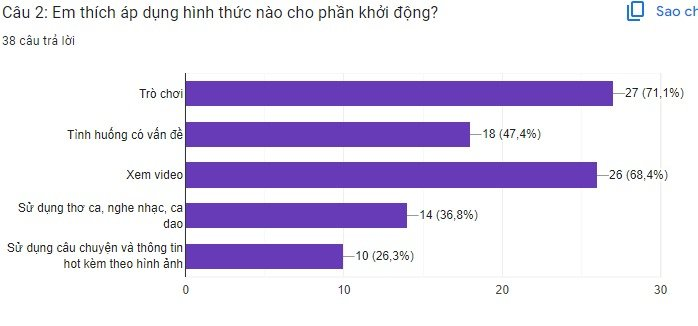 Câu 2: Em thích áp dụng hình thức nào cho phần khởi động?
Sao ch
38 câu trả lời
Trò chơi
27 (71,1%)
Tình huống có vấn đề
18 (47,4%)
Xem video
26 (68,4%)
Sử dụng thơ ca, nghe nhạc, ca
dao
14 (36,8%)
Sử dụng câu chuyện và thông tin
hot kèm theo hình ảnh
10 (26,3%)
0 10 20 30